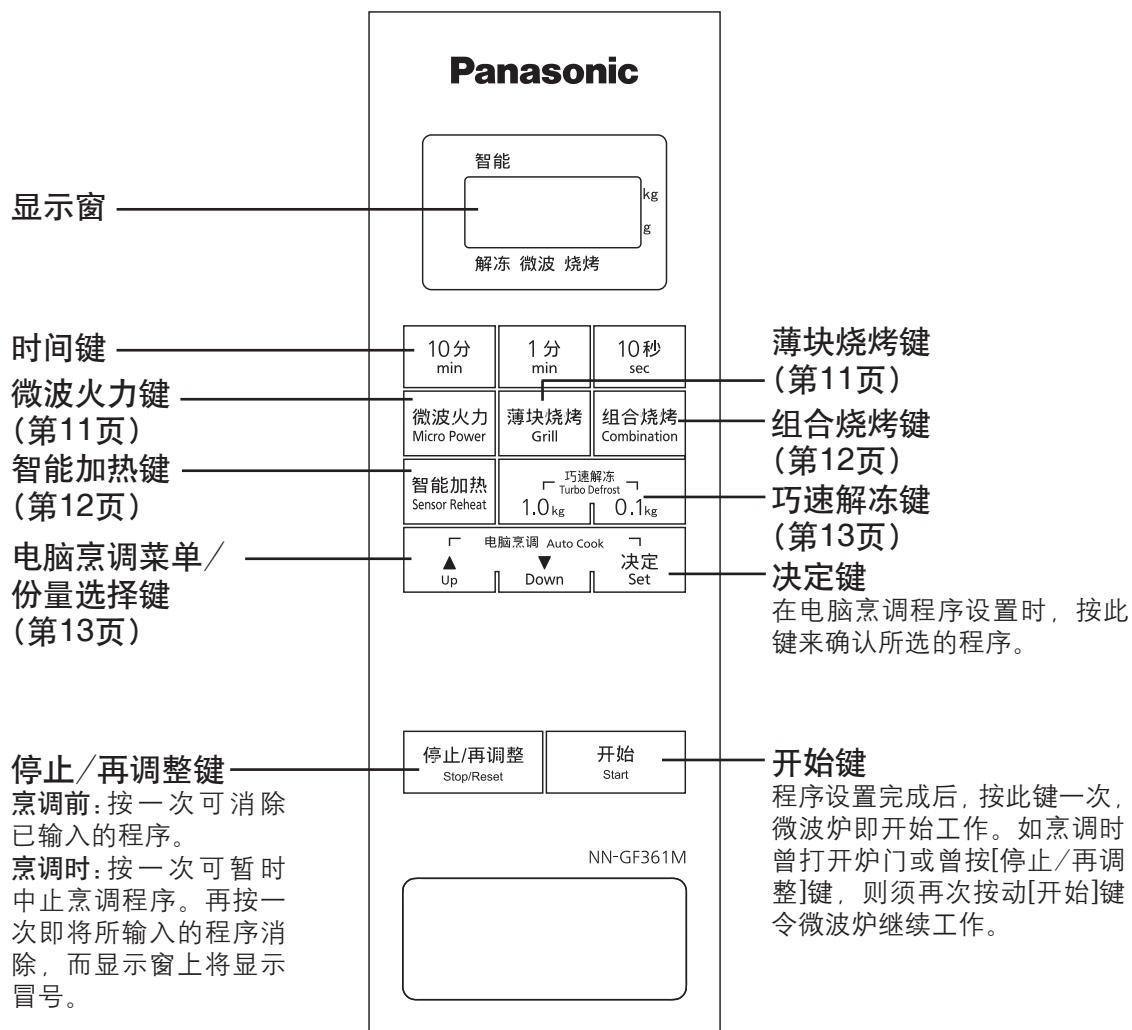 Panasonic
智能
kg
g
解冻 微波 烧烤
显示窗
时间键
微波火力键
(第11页)
智能加热键
(第12页)
电脑烹调菜单/
份量选择键
(第13页)
10分
min
1分
min
10秒
sec
微波火力
Micro Power
薄块烧烤
Grill
组合烧烤
Combination
智能加热
Sensor Reheat
巧速解冻
Turbo Defrost
1.0 kg
0.1 kg
电脑烹调 Auto Cook
▲
Up
▼
Down
决定
Set
薄块烧烤键
(第11页)
组合烧烤键
(第12页)
巧速解冻键
(第13页)
决定键
在电脑烹调程序设置时，按此
键来确认所选的程序。
停止/再调整键
烹调前:按一次可消除
已输入的程序。
烹调时:按一次可暂时
中止烹调程序。再按一
次即将所输入的程序消
除，而显示窗上将显示
冒号。
停止/再调整
Stop/Reset
开始
Start
开始键
程序设置完成后，按此键一次，
微波炉即开始工作。如烹调时
曾打开炉门或曾按[停止/再调
整]键，则须再次按动[开始]键
令微波炉继续工作。
NN-GF361M